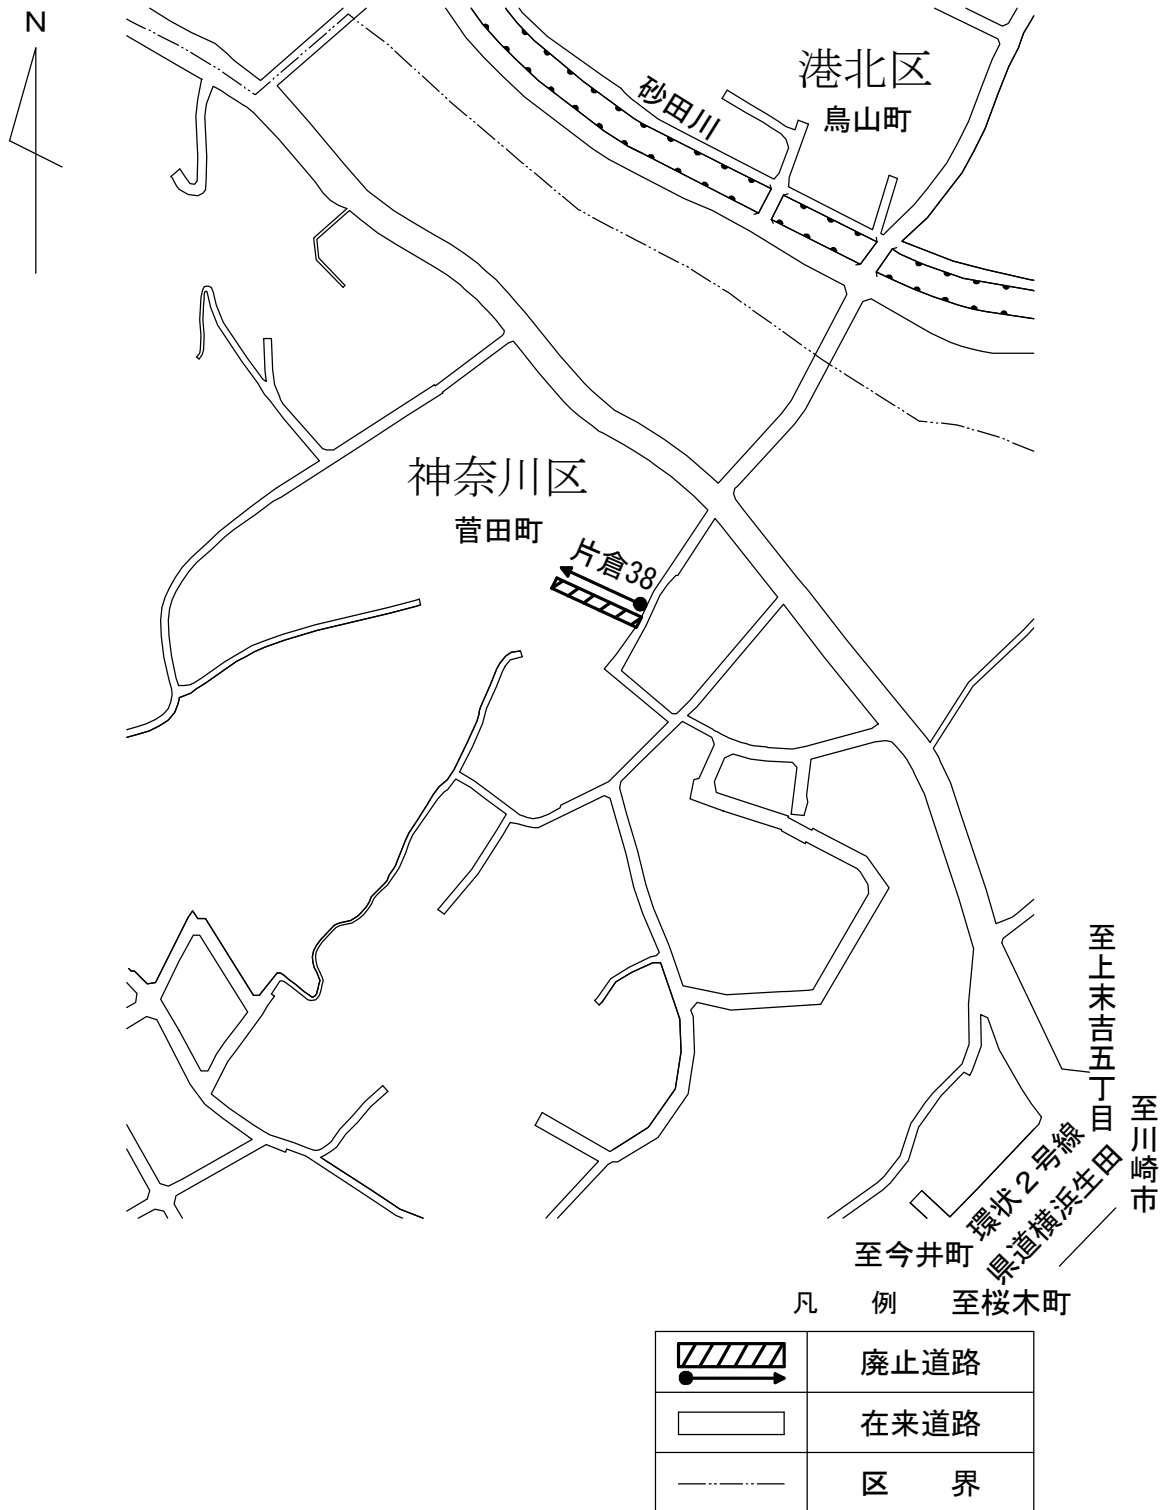 N
港北区
鳥山町
砂田川
神奈川区
菅田町
片倉38
至上末吉五丁目
至川崎市
環状２号線
県道横浜生田
至今井町
至桜木町
凡　例
廃止道路
在来道路
区　界